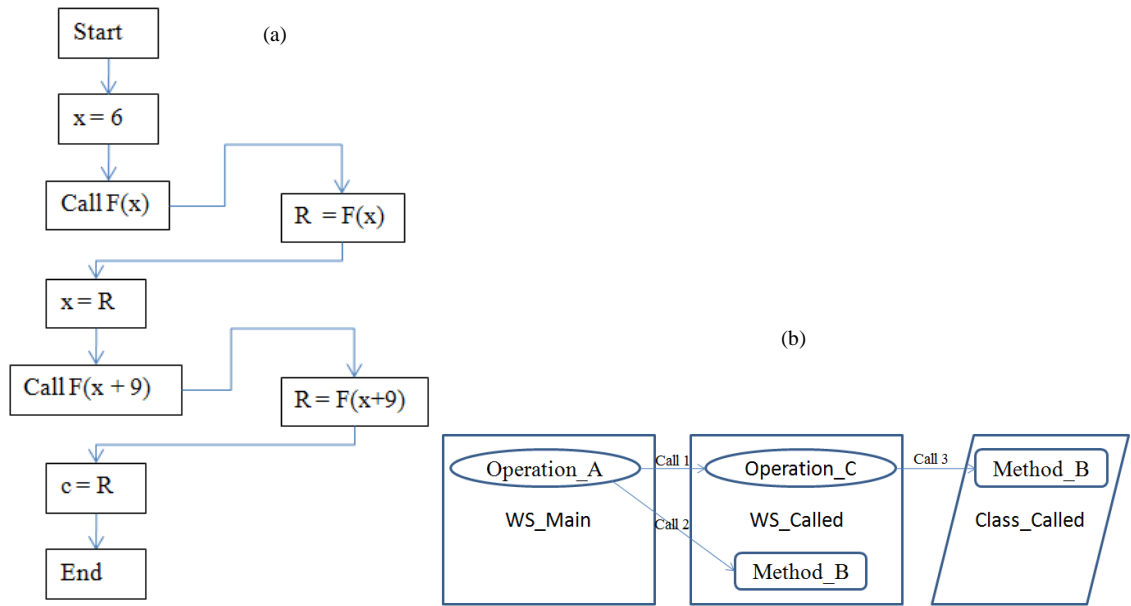 Start
(a)
x = 6
Call F(x)
R = F(x)
x = R
Call F(x + 9)
R = F(x+9)
c = R
End
(b)
Operation_A
Call 1
Operation_C
Call 3
Method_B
WS_Main
Call 2
WS_Called
Class_Called
Method_B